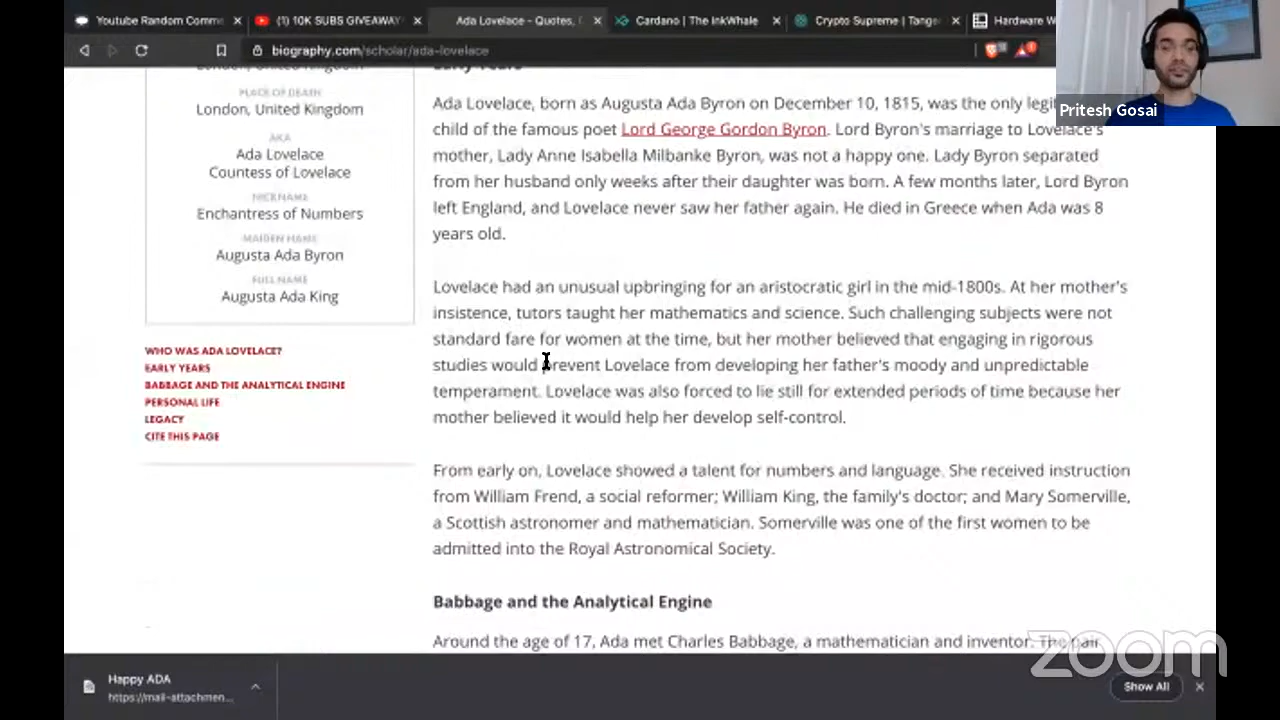 Youtube Random Comme
(1) 10K SUBS GIVEAWAY
Ada Lovelace - Quotes,
Cardano | The InkWhale
Crypto Supreme | Tange
Hardware W
biography.com/scholar/ada-lovelace
Pritesh Gosai
London, United Kingdom
PLACE OF DEATH
London, United Kingdom
AKA
Ada Lovelace
Countess of Lovelace
NICKNAME
Enchantress of Numbers
MAIDEN NAME
Augusta Ada Byron
FULL NAME
Augusta Ada King
WHO WAS ADA LOVELACE?
EARLY YEARS
BABBAGE AND THE ANALYTICAL ENGINE
PERSONAL LIFE
LEGACY
CITE THIS PAGE
Early Years
Ada Lovelace, born as Augusta Ada Byron on December 10, 1815, was the only legi
child of the famous poet Lord George Gordon Byron. Lord Byron's marriage to Lovelace's
mother, Lady Anne Isabella Milbanke Byron, was not a happy one. Lady Byron separated
from her husband only weeks after their daughter was born. A few months later, Lord Byron
left England, and Lovelace never saw her father again. He died in Greece when Ada was 8
years old.
Lovelace had an unusual upbringing for an aristocratic girl in the mid-1800s. At her mother's
insistence, tutors taught her mathematics and science. Such challenging subjects were not
standard fare for women at the time, but her mother believed that engaging in rigorous
studies would prevent Lovelace from developing her father's moody and unpredictable
temperament. Lovelace was also forced to lie still for extended periods of time because her
mother believed it would help her develop self-control.
From early on, Lovelace showed a talent for numbers and language. She received instruction
from William Frend, a social reformer; William King, the family's doctor; and Mary Somerville,
a Scottish astronomer and mathematician. Somerville was one of the first women to be
admitted into the Royal Astronomical Society.
Babbage and the Analytical Engine
Around the age of 17, Ada met Charles Babbage, a mathematician and inventor. The pair
zoom
Happy ADA
https://mail-attachmen...
Show All